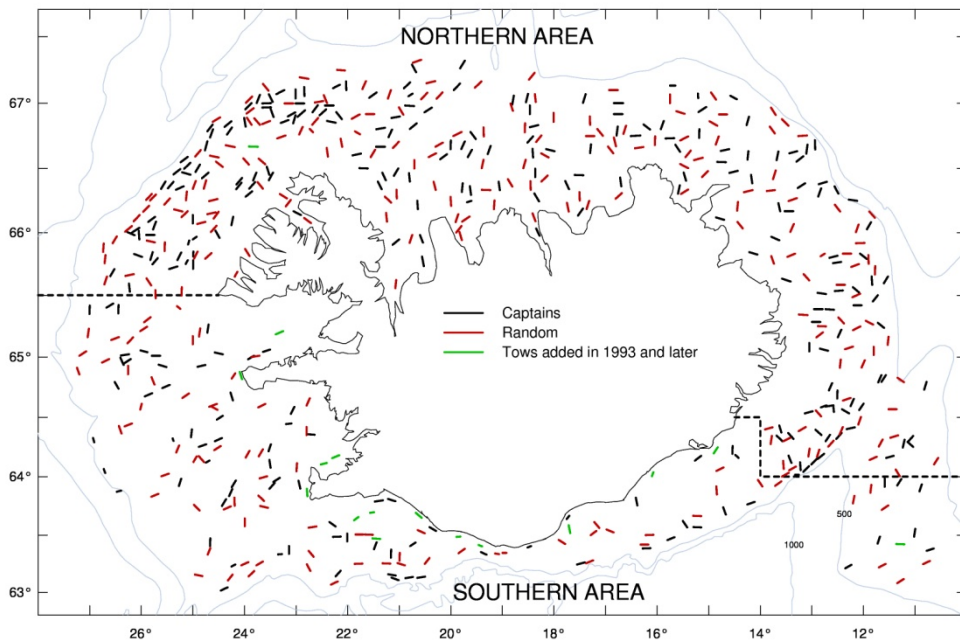 NORTHERN AREA
67°
66°
Captains
Random
65°
Tows added in 1993 and later
64°
500
1000
63°
SOUTHERN AREA
26° 24° 22° 20° 18° 16° 14° 12°